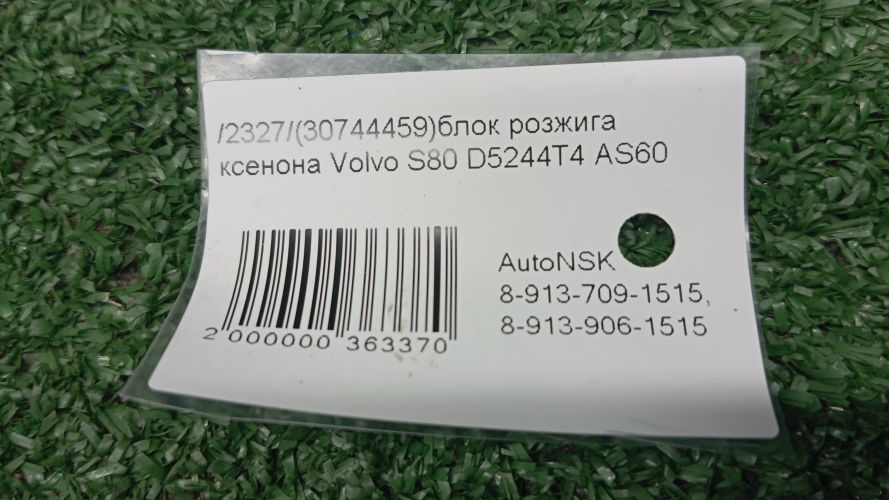 /2327/(30744459)блок розжига
ксенона Volvo S80 D5244T4 AS60
AutoNSK
8-913-709-1515,
8-913-906-1515
2 000000 363370